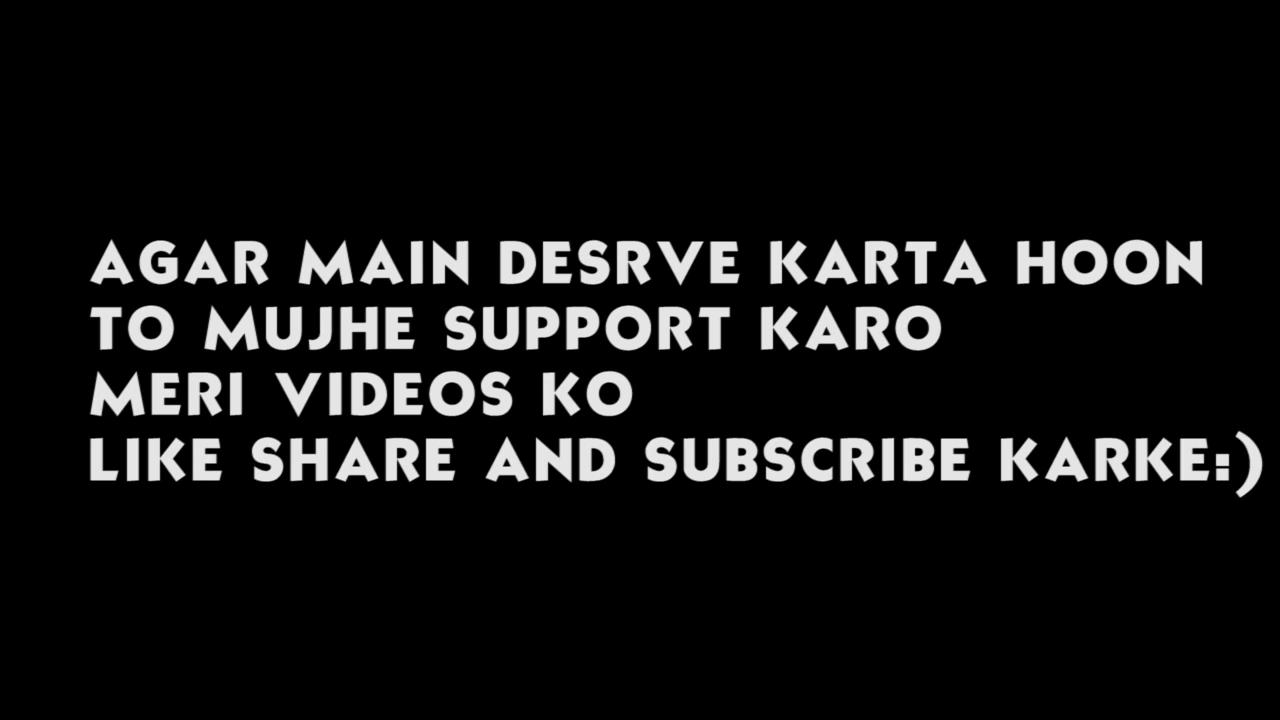 AGAR MAIN DESRVE KARTA HOON
TO MUJHE SUPPORT KARO
MERI VIDEOS KO
LIKE SHARE AND SUBSCRIBE KARKE:)